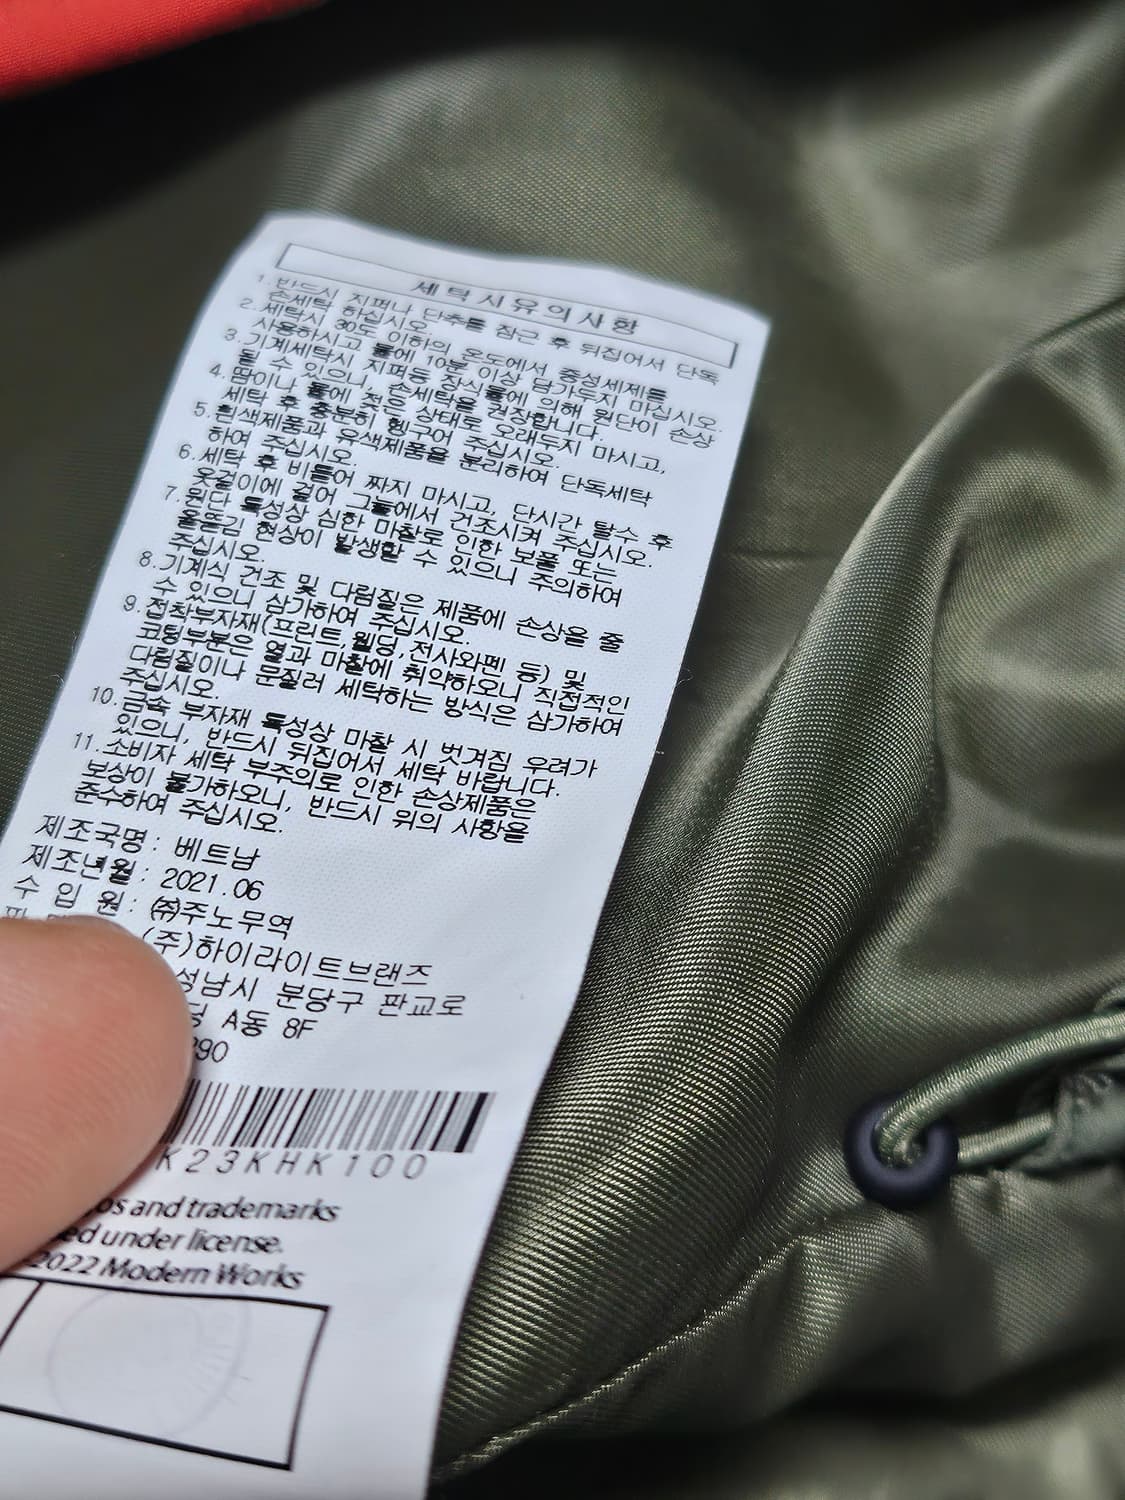 세탁시유의사항
1. 반드시 지퍼나 단추를 잠근 후 뒤집어서 단독
손세탁 하십시오.
2. 세탁시 30도 이하의 온도에서 중성세제를
사용하시고 물에 10분 이상 담가두지 마십시오.
3. 기계세탁시 지퍼등 장식물에 의해 원단이 손상
될 수 있으니, 손세탁을 권장합니다.
4. 땀이나 물에 젖은 상태로 오래두지 마시고,
세탁 후 충분히 헹구어 주십시오.
5. 흰색제품과 유색제품을 분리하여 단독세탁
하여 주십시오.
6. 세탁 후 비틀어 짜지 마시고, 단시간 탈수 후
옷걸이에 걸어 그늘에서 건조시켜 주십시오.
7. 원단 특성상 심한 마찰로 인한 보풀 또는
올뜯김 현상이 발생할 수 있으니 주의하여
주십시오.
8. 기계식 건조 및 다림질은 제품에 손상을 줄
수 있으니 삼가하여 주십시오.
9. 접착부자재(프린트,웰딩,전사와펜 등) 및
코팅부분은 열과 마찰에 취약하오니 직접적인
다림질이나 문질러 세탁하는 방식은 삼가하여
주십시오.
10. 금속 부자재 특성상 마찰 시 벗겨짐 우려가
있으니, 반드시 뒤집어서 세탁 바랍니다.
11. 소비자 세탁 부주의로 인한 손상제품은
보상이 불가하오니, 반드시 위의 사항을
준수하여 주십시오.
제조국명 : 베트남
제조년월 : 2021.06
수 입 원 : ㈜주노무역
(주)하이라이트브랜즈
성남시 분당구 판교로
A동 8F
290
K23KHK100
os and trademarks
ed under license.
2022 Modern Works